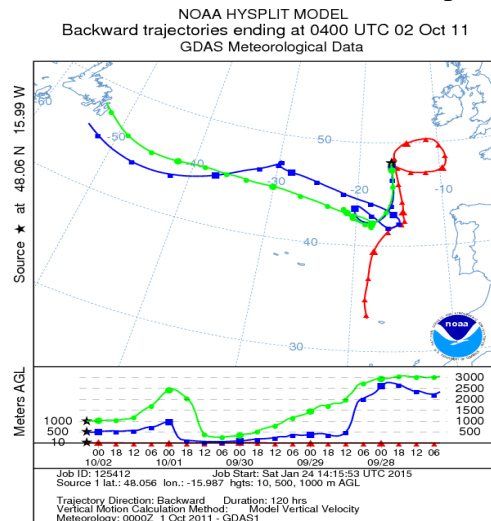 NOAA HYSPLIT MODEL
Backward trajectories ending at 0400 UTC 02 Oct 11
GDAS Meteorological Data
Source ★ at 48.06 N 15.99 W
-60
-50
-40
-30
-20
-10
50
40
30
noaa
Meters AGL
1000
500
10
3000
2500
2000
1500
1000
500
00 18 12 06 00 18 12 06 00 18 12 06 00 18 12 06 00 18 12 06
10/02 10/01 09/30 09/29 09/28
Job ID: 125412 Job Start: Sat Jan 24 14:15:53 UTC 2015
Source 1 lat.: 48.056 lon.: -15.987 hgts: 10, 500, 1000 m AGL
Trajectory Direction: Backward Duration: 120 hrs
Vertical Motion Calculation Method: Model Vertical Velocity
Meteorology: 0000Z 1 Oct 2011 - GDAS1